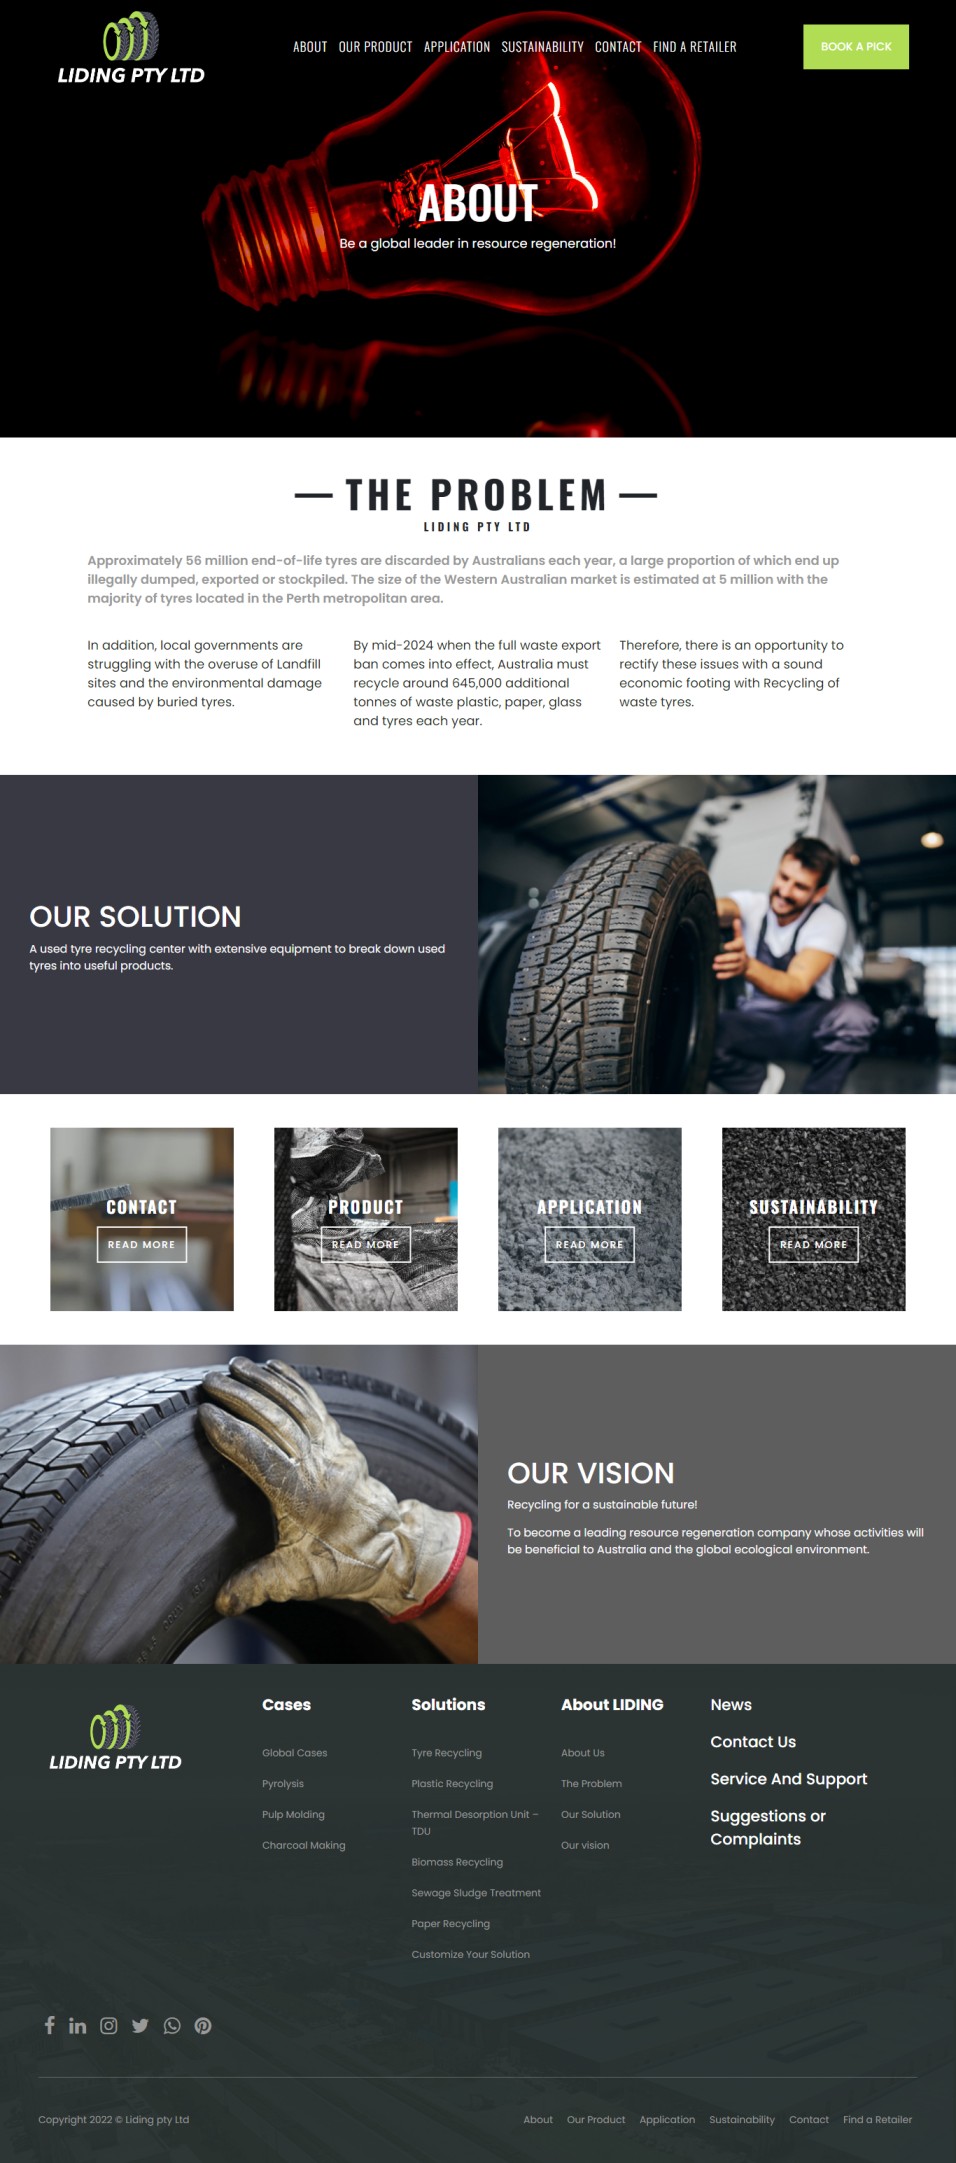 LIDING PTY LTD
ABOUT OUR PRODUCT APPLICATION SUSTAINABILITY CONTACT FIND A RETAILER
BOOK A PICK
ABOUT
Be a global leader in resource regeneration!
— THE PROBLEM —
LIDING PTY LTD
Approximately 56 million end-of-life tyres are discarded by Australians each year, a large proportion of which end up
illegally dumped, exported or stockpiled. The size of the Western Australian market is estimated at 5 million with the
majority of tyres located in the Perth metropolitan area.
In addition, local governments are
struggling with the overuse of Landfill
sites and the environmental damage
caused by buried tyres.
By mid-2024 when the full waste export
ban comes into effect, Australia must
recycle around 645,000 additional
tonnes of waste plastic, paper, glass
and tyres each year.
Therefore, there is an opportunity to
rectify these issues with a sound
economic footing with Recycling of
waste tyres.
OUR SOLUTION
A used tyre recycling center with extensive equipment to break down used
tyres into useful products.
CONTACT
READ MORE
PRODUCT
READ MORE
APPLICATION
READ MORE
SUSTAINABILITY
READ MORE
OUR VISION
Recycling for a sustainable future!
To become a leading resource regeneration company whose activities will
be beneficial to Australia and the global ecological environment.
LIDING PTY LTD
Cases
Global Cases
Pyrolysis
Pulp Molding
Charcoal Making
Solutions
Tyre Recycling
Plastic Recycling
Thermal Desorption Unit –
TDU
Biomass Recycling
Sewage Sludge Treatment
Paper Recycling
Customize Your Solution
About LIDING
About Us
The Problem
Our Solution
Our vision
News
Contact Us
Service And Support
Suggestions or
Complaints
Copyright 2022 © Liding pty Ltd
About Our Product Application Sustainability Contact Find a Retailer